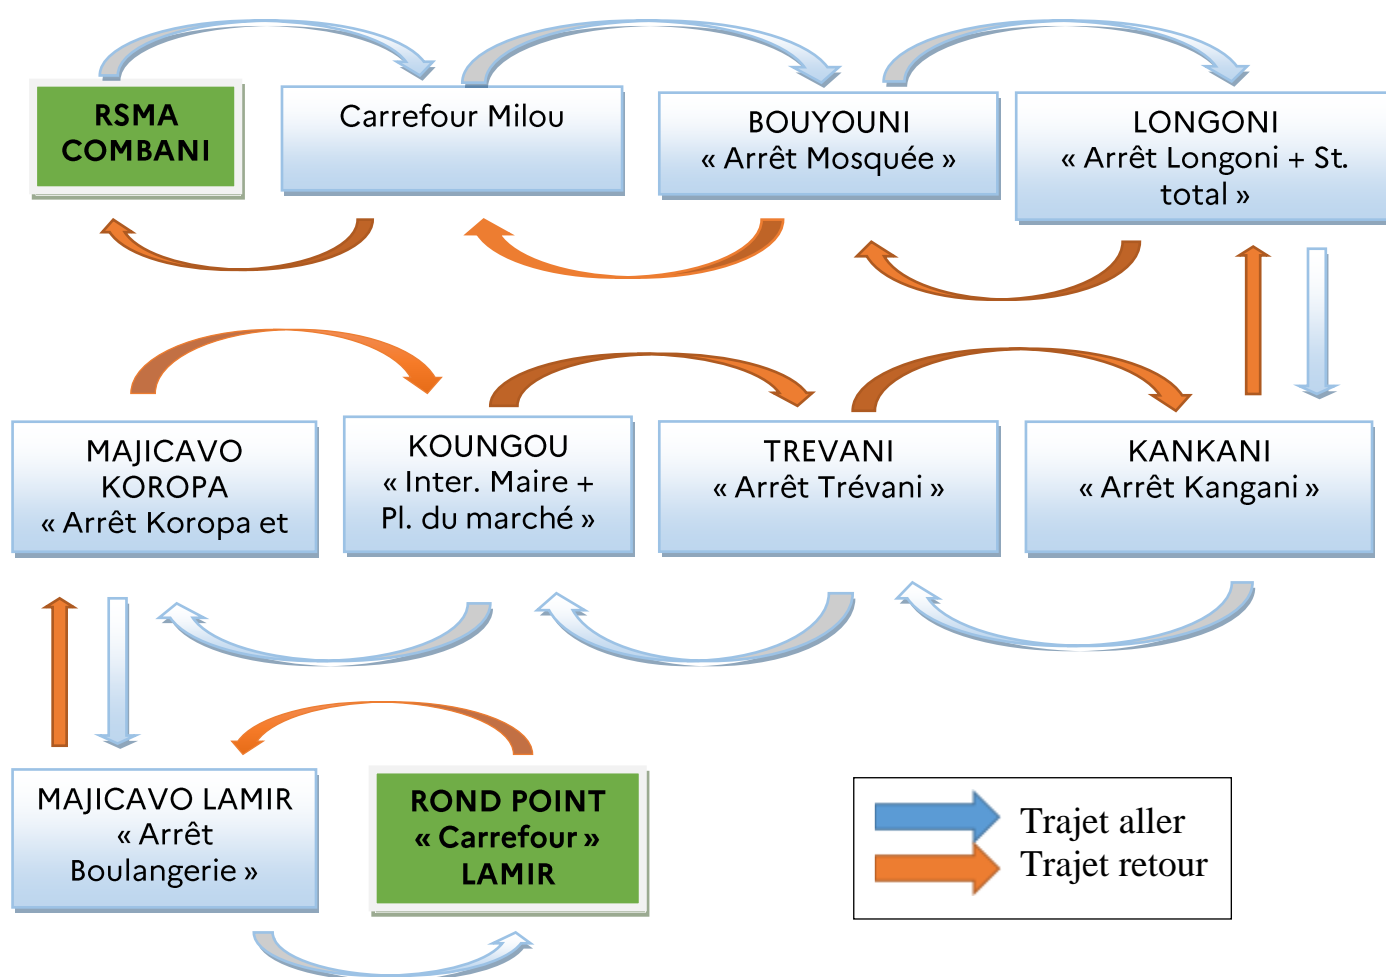 RSMA
COMBANI
Carrefour Milou
BOUYOUNI
« Arrêt Mosquée »
LONGONI
« Arrêt Longoni + St.
total »
MAJICAVO
KOROPA
« Arrêt Koropa et
KOUNGOU
« Inter. Maire +
Pl. du marché »
TREVANI
« Arrêt Trévani »
KANKANI
« Arrêt Kangani »
MAJICAVO LAMIR
« Arrêt
Boulangerie »
ROND POINT
« Carrefour »
LAMIR
Trajet aller
Trajet retour